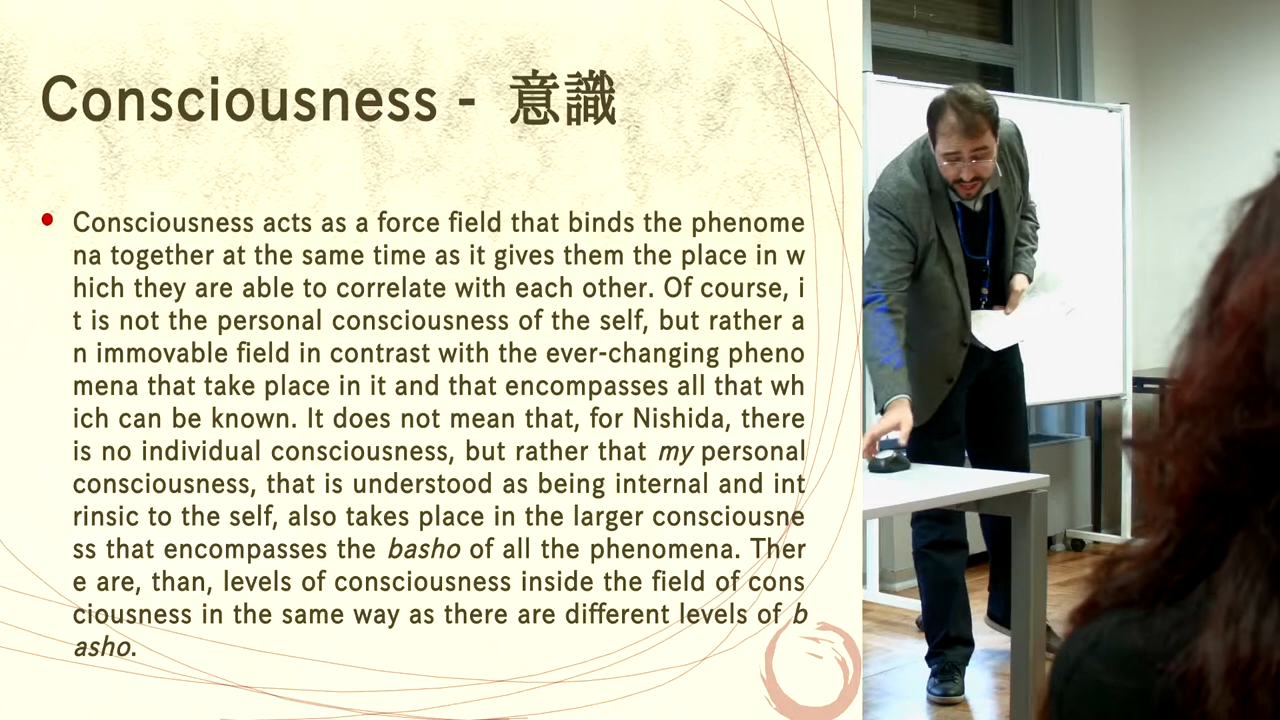 Consciousness - 意識
Consciousness acts as a force field that binds the phenome
na together at the same time as it gives them the place in w
hich they are able to correlate with each other. Of course, i
t is not the personal consciousness of the self, but rather a
n immovable field in contrast with the ever-changing pheno
mena that take place in it and that encompasses all that wh
ich can be known. It does not mean that, for Nishida, there
is no individual consciousness, but rather that my personal
consciousness, that is understood as being internal and int
rinsic to the self, also takes place in the larger consciousne
ss that encompasses the basho of all the phenomena. Ther
e are, than, levels of consciousness inside the field of cons
ciousness in the same way as there are different levels of b
asho.